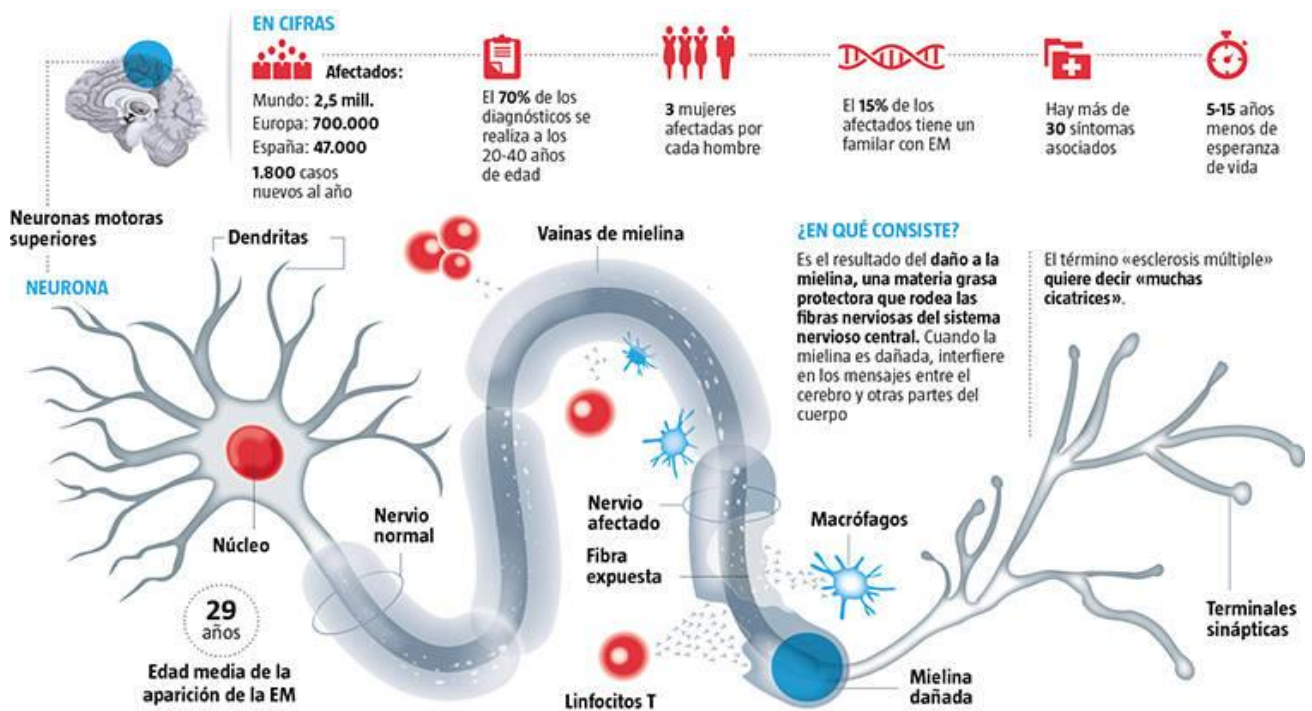 EN CIFRAS
Afectados:
Mundo: 2,5 mill.
Europa: 700.000
España: 47.000
1.800 casos
nuevos al año
El 70% de los
diagnósticos se
realiza a los
20-40 años
de edad
3 mujeres
afectadas por
cada hombre
El 15% de los
afectados tiene un
familar con EM
Hay más de
30 síntomas
asociados
5-15 años
menos de
esperanza
de vida
Neuronas motoras
superiores
NEURONA
Dendritas
Vainas de mielina
¿EN QUÉ CONSISTE?
Es el resultado del daño a la
mielina, una materia grasa
protectora que rodea las
fibras nerviosas del sistema
nervioso central. Cuando la
mielina es dañada, interfiere
en los mensajes entre el
cerebro y otras partes del
cuerpo
El término «esclerosis múltiple»
quiere decir «muchas
cicatrices».
Núcleo
Nervio
normal
Nervio
afectado
Fibra
expuesta
Macrófagos
Terminales
sinápticas
29
años
Edad media de la
aparición de la EM
Linfocitos T
Mielina
dañada